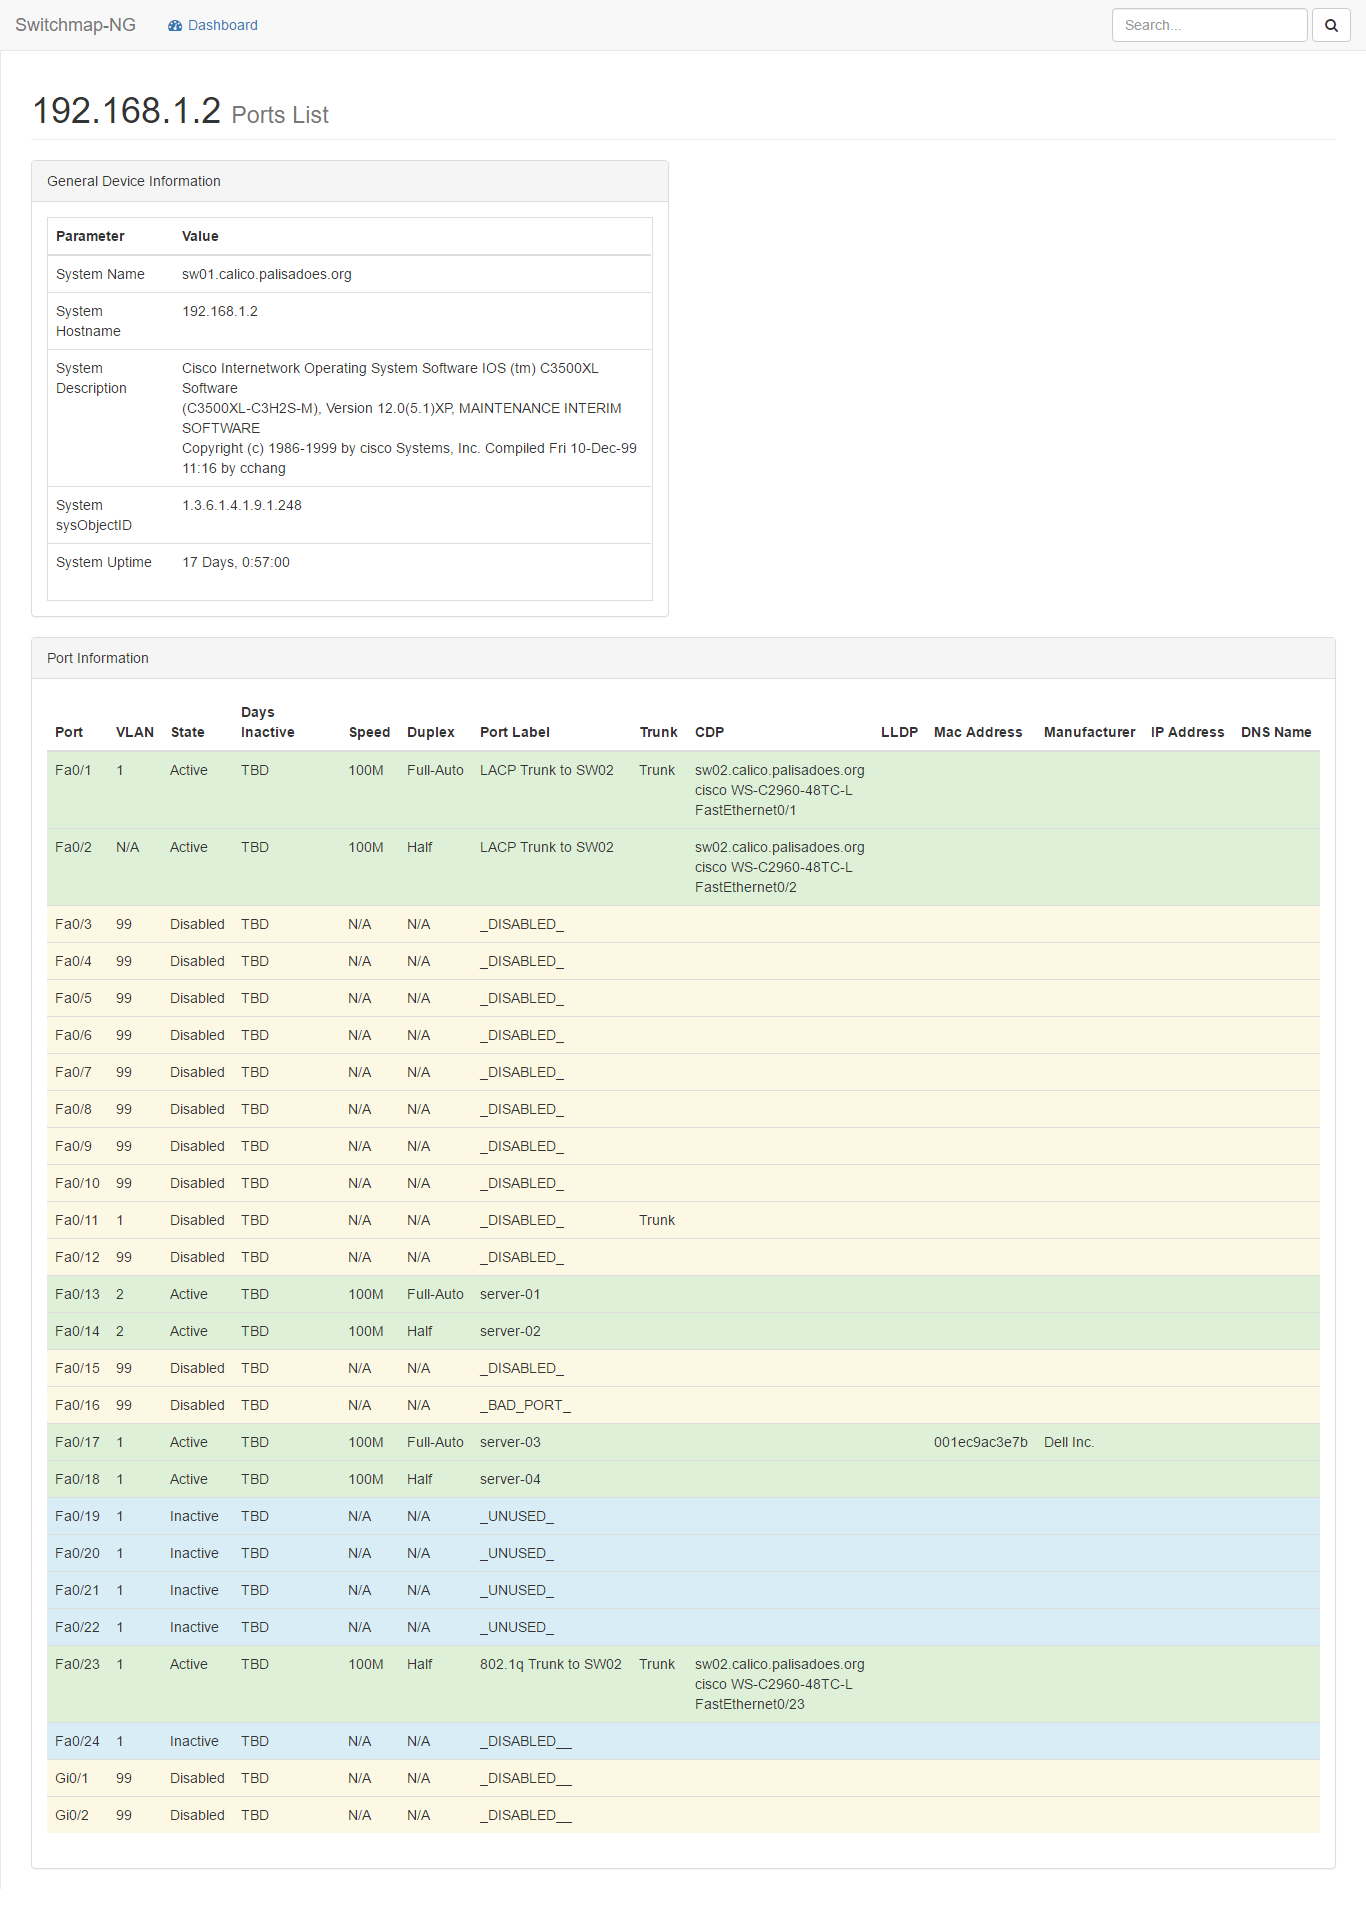 Switchmap-NG Dashboard Search...
192.168.1.2 Ports List
General Device Information
Parameter Value
System Name sw01.calico.palisadoes.org
System Hostname 192.168.1.2
System Description Cisco Internetwork Operating System Software IOS (tm) C3500XL
Software
(C3500XL-C3H2S-M), Version 12.0(5.1)XP, MAINTENANCE INTERIM
SOFTWARE
Copyright (c) 1986-1999 by cisco Systems, Inc. Compiled Fri 10-Dec-99
11:16 by cchang
System sysObjectID 1.3.6.1.4.1.9.1.248
System Uptime 17 Days, 0:57:00
Port Information
Port VLAN State Days Inactive Speed Duplex Port Label Trunk CDP LLDP Mac Address Manufacturer IP Address DNS Name
Fa0/1 1 Active TBD 100M Full-Auto LACP Trunk to SW02 Trunk sw02.calico.palisadoes.org
cisco WS-C2960-48TC-L
FastEthernet0/1
Fa0/2 N/A Active TBD 100M Half LACP Trunk to SW02 sw02.calico.palisadoes.org
cisco WS-C2960-48TC-L
FastEthernet0/2
Fa0/3 99 Disabled TBD N/A N/A _DISABLED_
Fa0/4 99 Disabled TBD N/A N/A _DISABLED_
Fa0/5 99 Disabled TBD N/A N/A _DISABLED_
Fa0/6 99 Disabled TBD N/A N/A _DISABLED_
Fa0/7 99 Disabled TBD N/A N/A _DISABLED_
Fa0/8 99 Disabled TBD N/A N/A _DISABLED_
Fa0/9 99 Disabled TBD N/A N/A _DISABLED_
Fa0/10 99 Disabled TBD N/A N/A _DISABLED_
Fa0/11 1 Disabled TBD N/A N/A _DISABLED_ Trunk
Fa0/12 99 Disabled TBD N/A N/A _DISABLED_
Fa0/13 2 Active TBD 100M Full-Auto server-01
Fa0/14 2 Active TBD 100M Half server-02
Fa0/15 99 Disabled TBD N/A N/A _DISABLED_
Fa0/16 99 Disabled TBD N/A N/A _BAD_PORT_
Fa0/17 1 Active TBD 100M Full-Auto server-03 001ec9ac3e7b Dell Inc.
Fa0/18 1 Active TBD 100M Half server-04
Fa0/19 1 Inactive TBD N/A N/A _UNUSED_
Fa0/20 1 Inactive TBD N/A N/A _UNUSED_
Fa0/21 1 Inactive TBD N/A N/A _UNUSED_
Fa0/22 1 Inactive TBD N/A N/A _UNUSED_
Fa0/23 1 Active TBD 100M Half 802.1q Trunk to SW02 Trunk sw02.calico.palisadoes.org
cisco WS-C2960-48TC-L
FastEthernet0/23
Fa0/24 1 Inactive TBD N/A N/A _DISABLED__
Gi0/1 99 Disabled TBD N/A N/A _DISABLED__
Gi0/2 99 Disabled TBD N/A N/A _DISABLED__